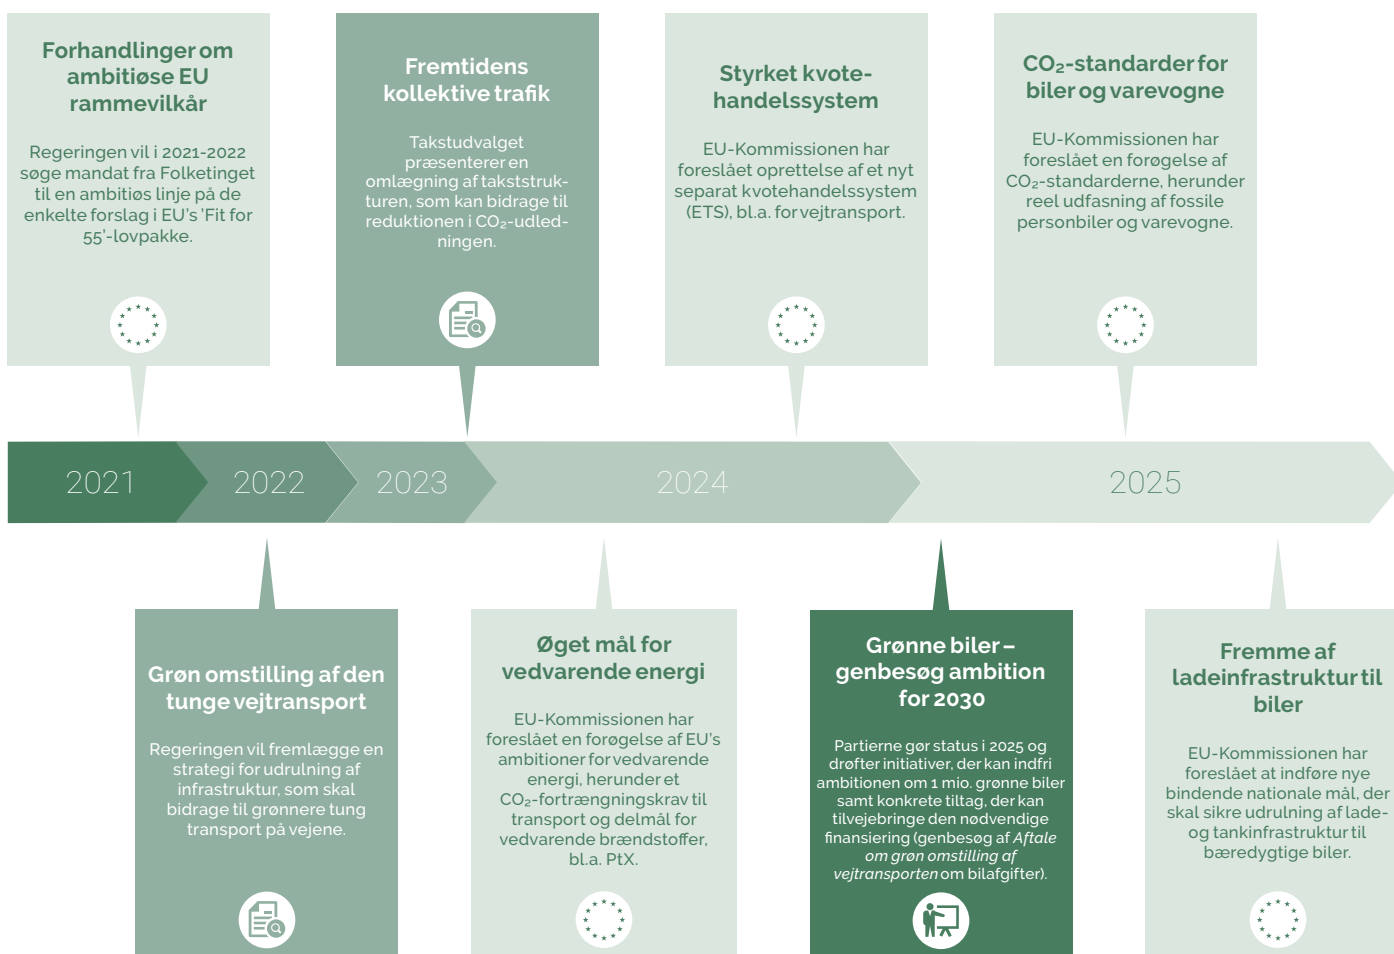 Forhandlinger om
ambitiøse EU
rammevilkår
Regeringen vil i 2021-2022
søge mandat fra Folketinget
til en ambitiøs linje på de
enkelte forslag i EU's 'Fit for
55'-lovpakke.
Fremtidens
kollektive trafik
Takstudvalget
præsenterer en
omlægning af takststruk-
turen, som kan bidrage til
reduktionen i CO₂-udled-
ningen.
Styrket kvote-
handelssystem
EU-Kommissionen har
foreslået oprettelse af et nyt
separat kvotehandelssystem
(ETS), bl.a. for vejtransport.
CO₂-standarder for
biler og varevogne
EU-Kommissionen har
foreslået en forøgelse af
CO₂-standarderne, herunder
reel udfasning af fossile
personbiler og varevogne.
2021
2022
2023
2024
2025
Grøn omstilling af den
tunge vejtransport
Regeringen vil fremlægge en
strategi for udrulning af
infrastruktur, som skal
bidrage til grønnere tung
transport på vejene.
Øget mål for
vedvarende energi
EU-Kommissionen har
foreslået en forøgelse af EU's
ambitioner for vedvarende
energi, herunder et
CO₂-fortrængningskrav til
transport og delmål for
vedvarende brændstoffer,
bl.a. PtX.
Grønne biler –
genbesøg ambition
for 2030
Partierne gør status i 2025 og
drøfter initiativer, der kan indfri
ambitionen om 1 mio. grønne biler
samt konkrete tiltag, der kan
tilvejebringe den nødvendige
finansiering (genbesøg af Aftale
om grøn omstilling af
vejtransporten om bilafgifter).
Fremme af
ladeinfrastruktur til
biler
EU-Kommissionen har
foreslået at indføre nye
bindende nationale mål, der
skal sikre udrulning af lade-
og tankinfrastruktur til
bæredygtige biler.